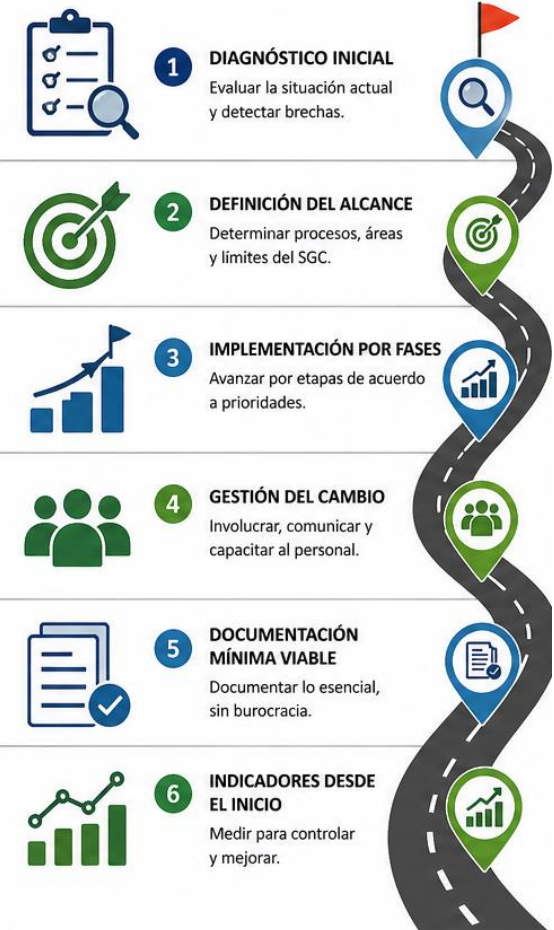 1
DIAGNÓSTICO INICIAL
Evaluar la situación actual
y detectar brechas.
2
DEFINICIÓN DEL ALCANCE
Determinar procesos, áreas
y límites del SGC.
3
IMPLEMENTACIÓN POR FASES
Avanzar por etapas de acuerdo
a prioridades.
4
GESTIÓN DEL CAMBIO
Involucrar, comunicar y
capacitar al personal.
5
DOCUMENTACIÓN
MÍNIMA VIABLE
Documentar lo esencial,
sin burocracia.
6
INDICADORES DESDE
EL INICIO
Medir para controlar
y mejorar.